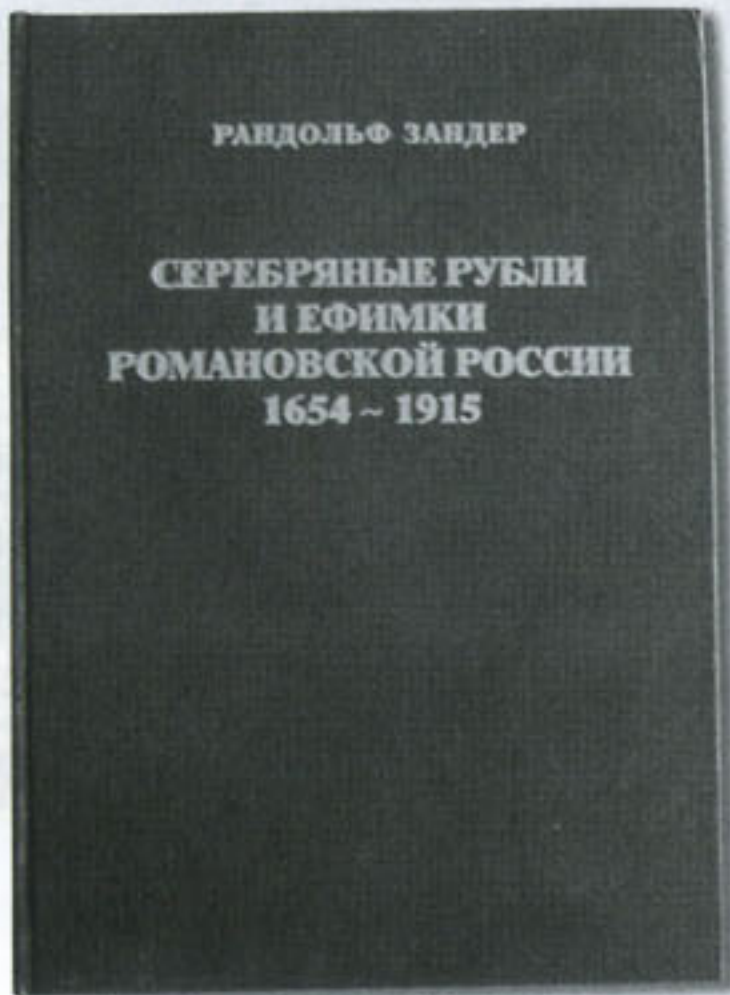 РАНДОЛЬФ ЗАНДЕР
СЕРЕБРЯНЫЕ РУБЛИ
И ЕФИМКИ
РОМАНОВСКОЙ РОССИИ
1654 ~ 1915